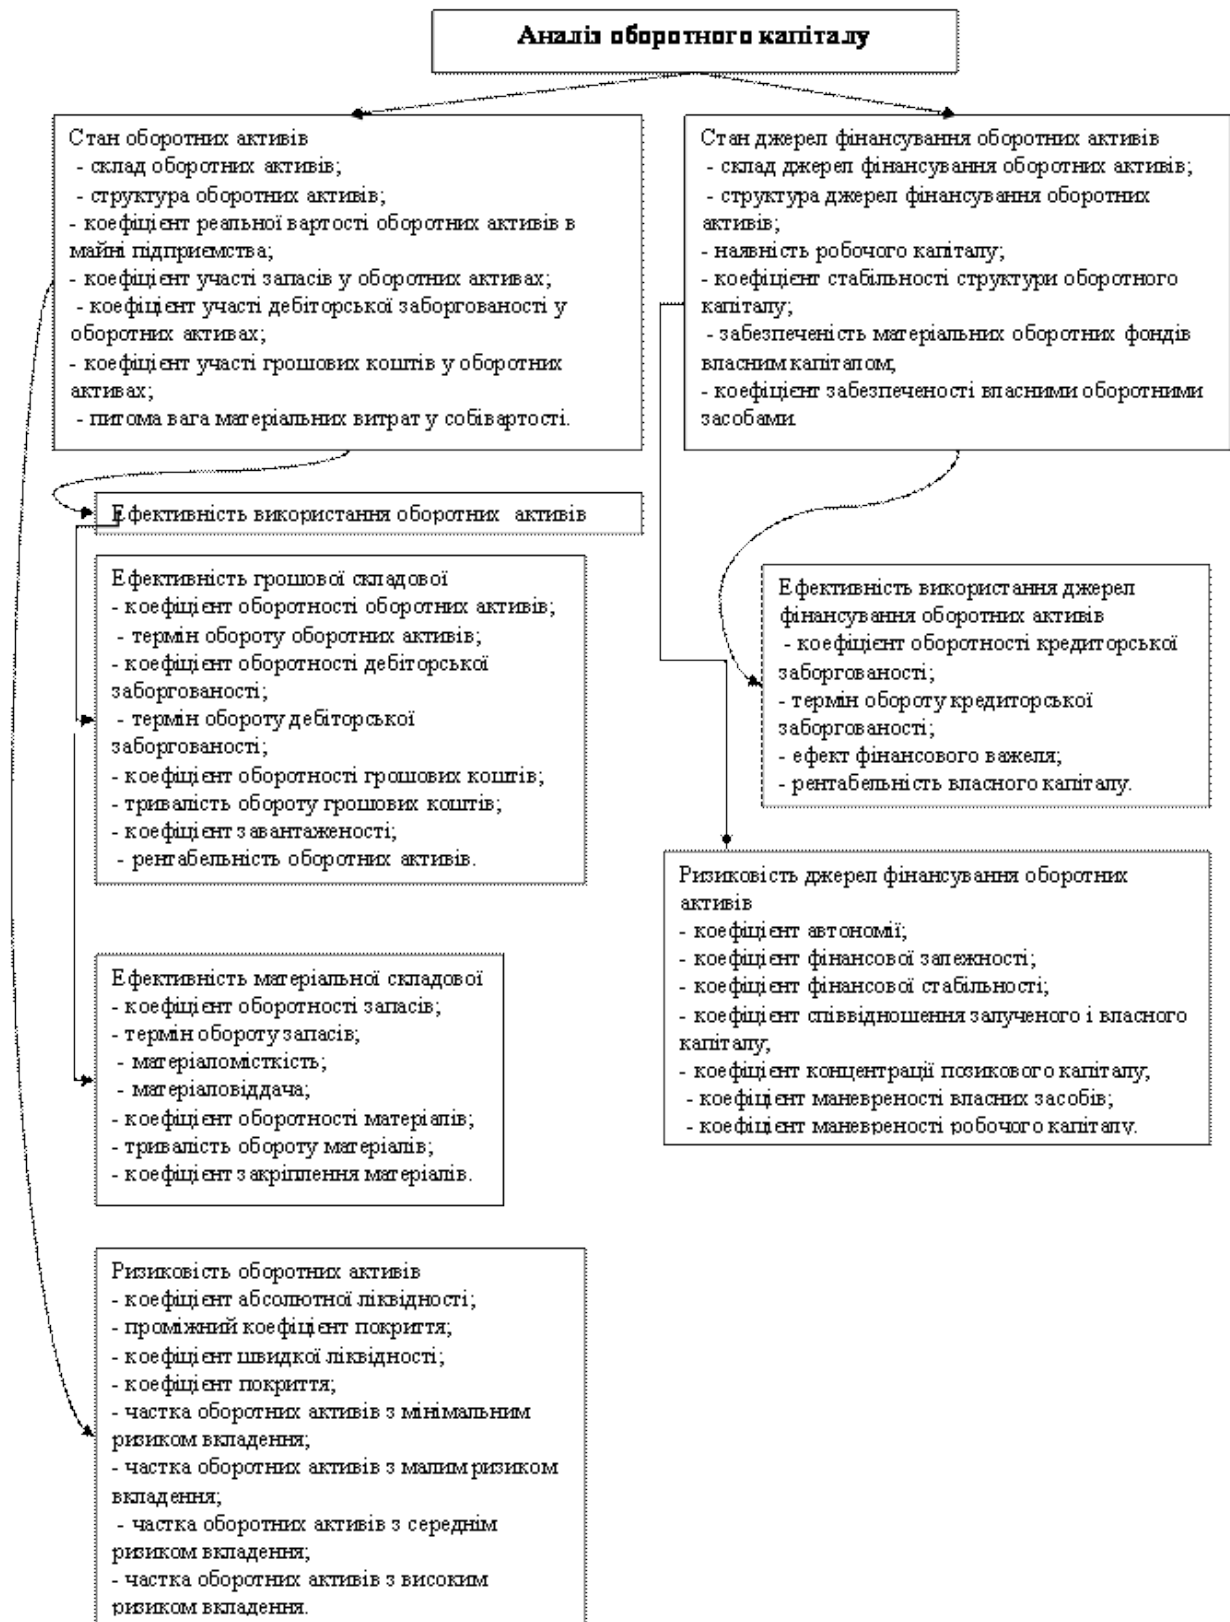 Аналіз оборотного капіталу
Стан оборотних активів
- склад оборотних активів;
- структура оборотних активів;
- коефіцієнт реальної вартості оборотних активів в
майні підприємства;
- коефіцієнт участі запасів у оборотних активах;
- коефіцієнт участі дебіторської заборгованості у
оборотних активах;
- коефіцієнт участі грошових коштів у оборотних
активах;
- питома вага матеріальних витрат у собівартості.
Стан джерел фінансування оборотних активів
- склад джерел фінансування оборотних активів;
- структура джерел фінансування оборотних
активів;
- наявність робочого капіталу;
- коефіцієнт стабільності структури оборотного
капіталу;
- забезпеченість матеріальних оборотних фондів
власним капіталом;
- коефіцієнт забезпеченості власними оборотними
засобами.
Ефективність використання оборотних активів
Ефективність грошової складової
- коефіцієнт оборотності оборотних активів;
- термін обороту оборотних активів;
- коефіцієнт оборотності дебіторської
заборгованості;
- термін обороту дебіторської
заборгованості;
- коефіцієнт оборотності грошових коштів;
- тривалість обороту грошових коштів;
- коефіцієнт завантаженості;
- рентабельність оборотних активів.
Ефективність використання джерел
фінансування оборотних активів
- коефіцієнт оборотності кредиторської
заборгованості;
- термін обороту кредиторської
заборгованості;
- ефект фінансового важеля;
- рентабельність власного капіталу.
Ризиковість джерел фінансування оборотних
активів
- коефіцієнт автономії;
- коефіцієнт фінансової залежності;
- коефіцієнт фінансової стабільності;
- коефіцієнт співвідношення залученого і власного
капіталу;
- коефіцієнт концентрації позикового капіталу;
- коефіцієнт маневреності власних засобів;
- коефіцієнт маневреності робочого капіталу.
Ефективність матеріальної складової
- коефіцієнт оборотності запасів;
- термін обороту запасів;
- матеріаломісткість;
- матеріаловіддача;
- коефіцієнт оборотності матеріалів;
- тривалість обороту матеріалів;
- коефіцієнт закріплення матеріалів.
Ризиковість оборотних активів
- коефіцієнт абсолютної ліквідності;
- проміжний коефіцієнт покриття;
- коефіцієнт швидкої ліквідності;
- коефіцієнт покриття;
- частка оборотних активів з мінімальним
ризиком вкладення;
- частка оборотних активів з малим ризиком
вкладення;
- частка оборотних активів з середнім
ризиком вкладення;
- частка оборотних активів з високим
ризиком вкладення.